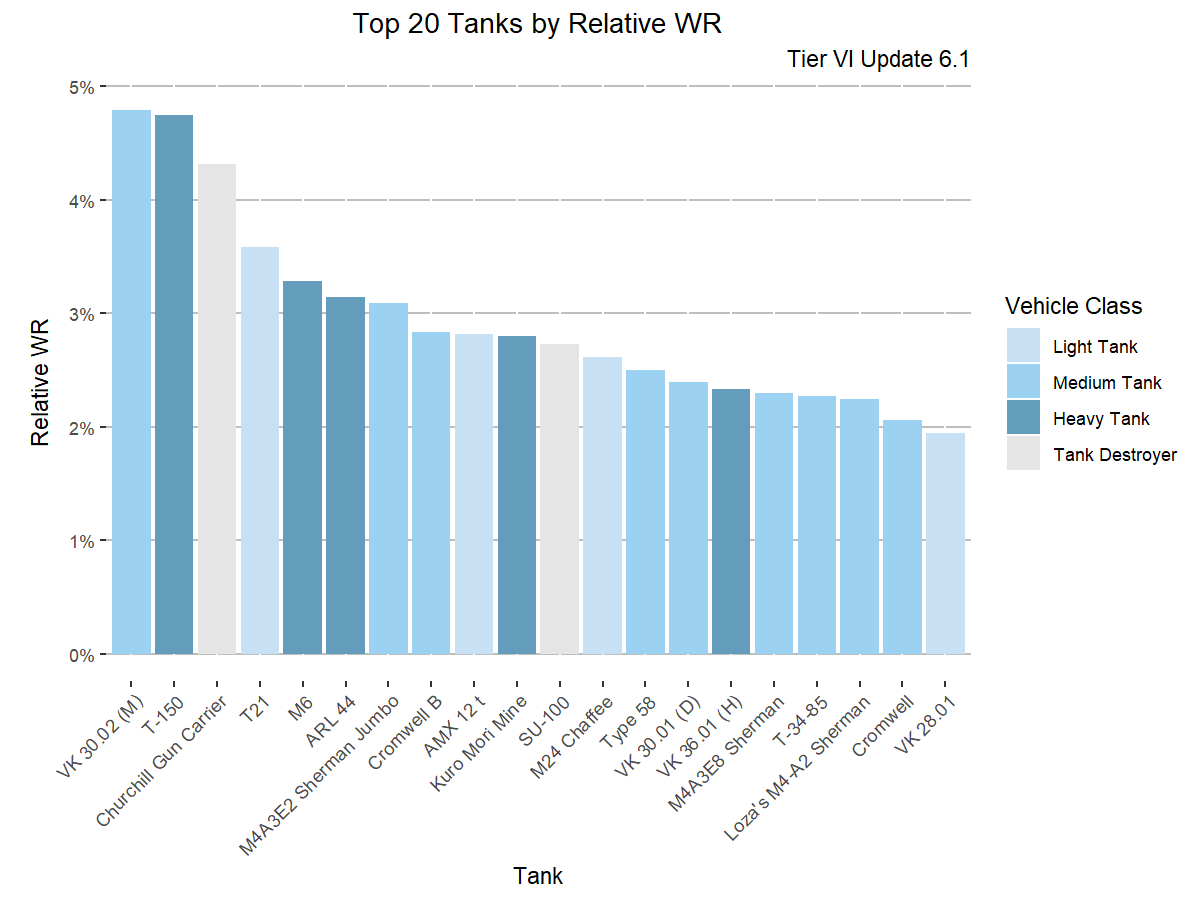 Top 20 Tanks by Relative WR
Tier VI Update 6.1
5%
4%
3%
2%
1%
0%
Relative WR
VK 30.02 (M)
T-150
Churchill Gun Carrier
T21
M6
ARL 44
M4A3E2 Sherman Jumbo
Cromwell B
AMX 12 t
Kuro Mori Mine
SU-100
M24 Chaffee
Type 58
VK 30.01 (D)
VK 36.01 (H)
M4A3E8 Sherman
T-34-85
Loza's M4-A2 Sherman
Cromwell
VK 28.01
Tank
Vehicle Class
Light Tank
Medium Tank
Heavy Tank
Tank Destroyer